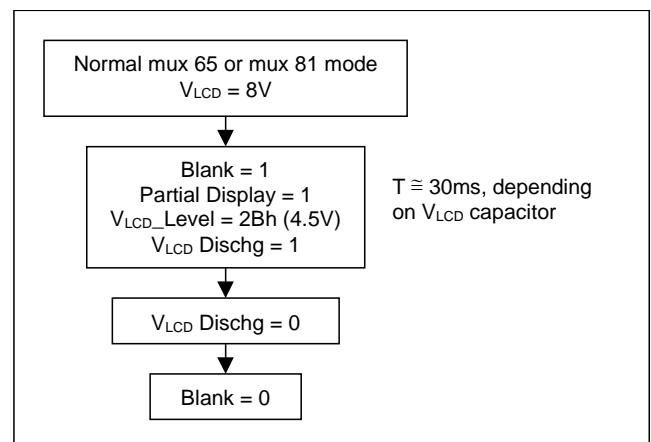 Normal mux 65 or mux 81 mode
VLCD = 8V
Blank = 1
Partial Display = 1
VLCD_Level = 2Bh (4.5V)
VLCD Dischg = 1
T ≅ 30ms, depending
on VLCD capacitor
VLCD Dischg = 0
Blank = 0